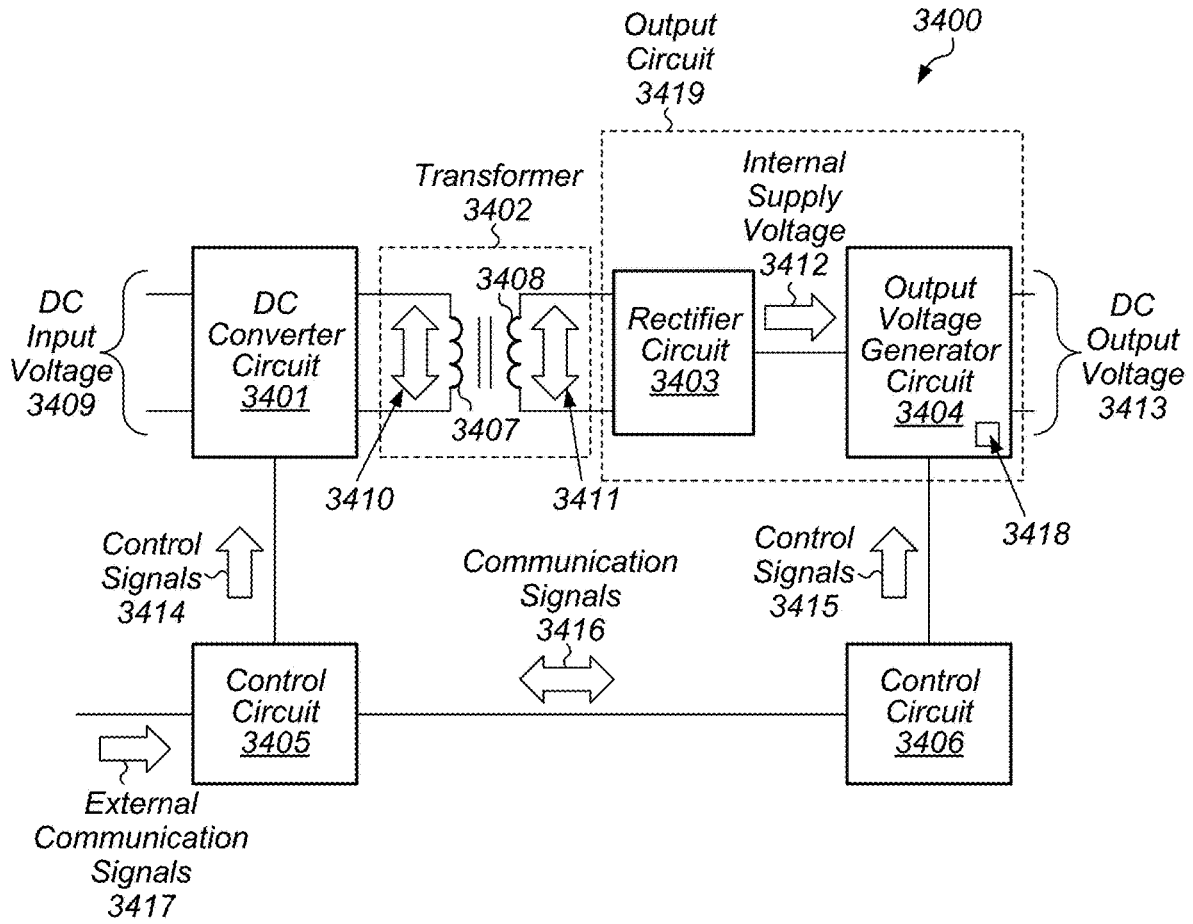 3400
Output
Circuit
3419
Transformer
3402
Internal
Supply
Voltage
3412
DC
Input
Voltage
3409
DC
Converter
Circuit
3401
3408
3407
3410
3411
Rectifier
Circuit
3403
Output
Voltage
Generator
Circuit
3404
DC
Output
Voltage
3413
3418
Control
Signals
3414
Communication
Signals
3416
Control
Signals
3415
Control
Circuit
3405
Control
Circuit
3406
External
Communication
Signals
3417